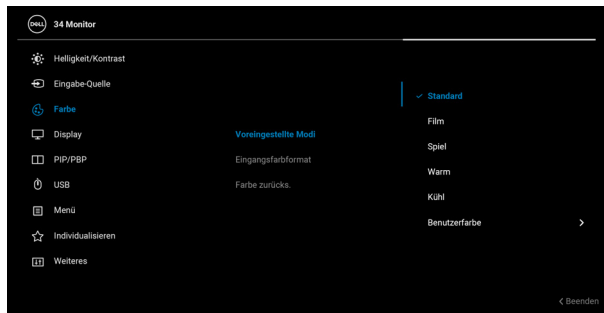 DELL 34 Monitor
Helligkeit/Kontrast
Eingabe-Quelle
Farbe
Display
PIP/PBP
USB
Menü
Individualisieren
Weiteres
Voreingestellte Modi
Eingangsfarbformat
Farbe zurücks.
Standard
Film
Spiel
Warm
Kühl
Benutzerfarbe
Beenden